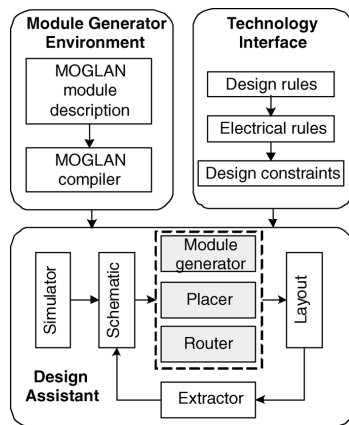 Module Generator
Environment
MOGLAN
module
description
MOGLAN
compiler
Technology
Interface
Design rules
Electrical rules
Design constraints
Simulator
Schematic
Module
generator
Placer
Router
Layout
Design
Assistant
Extractor